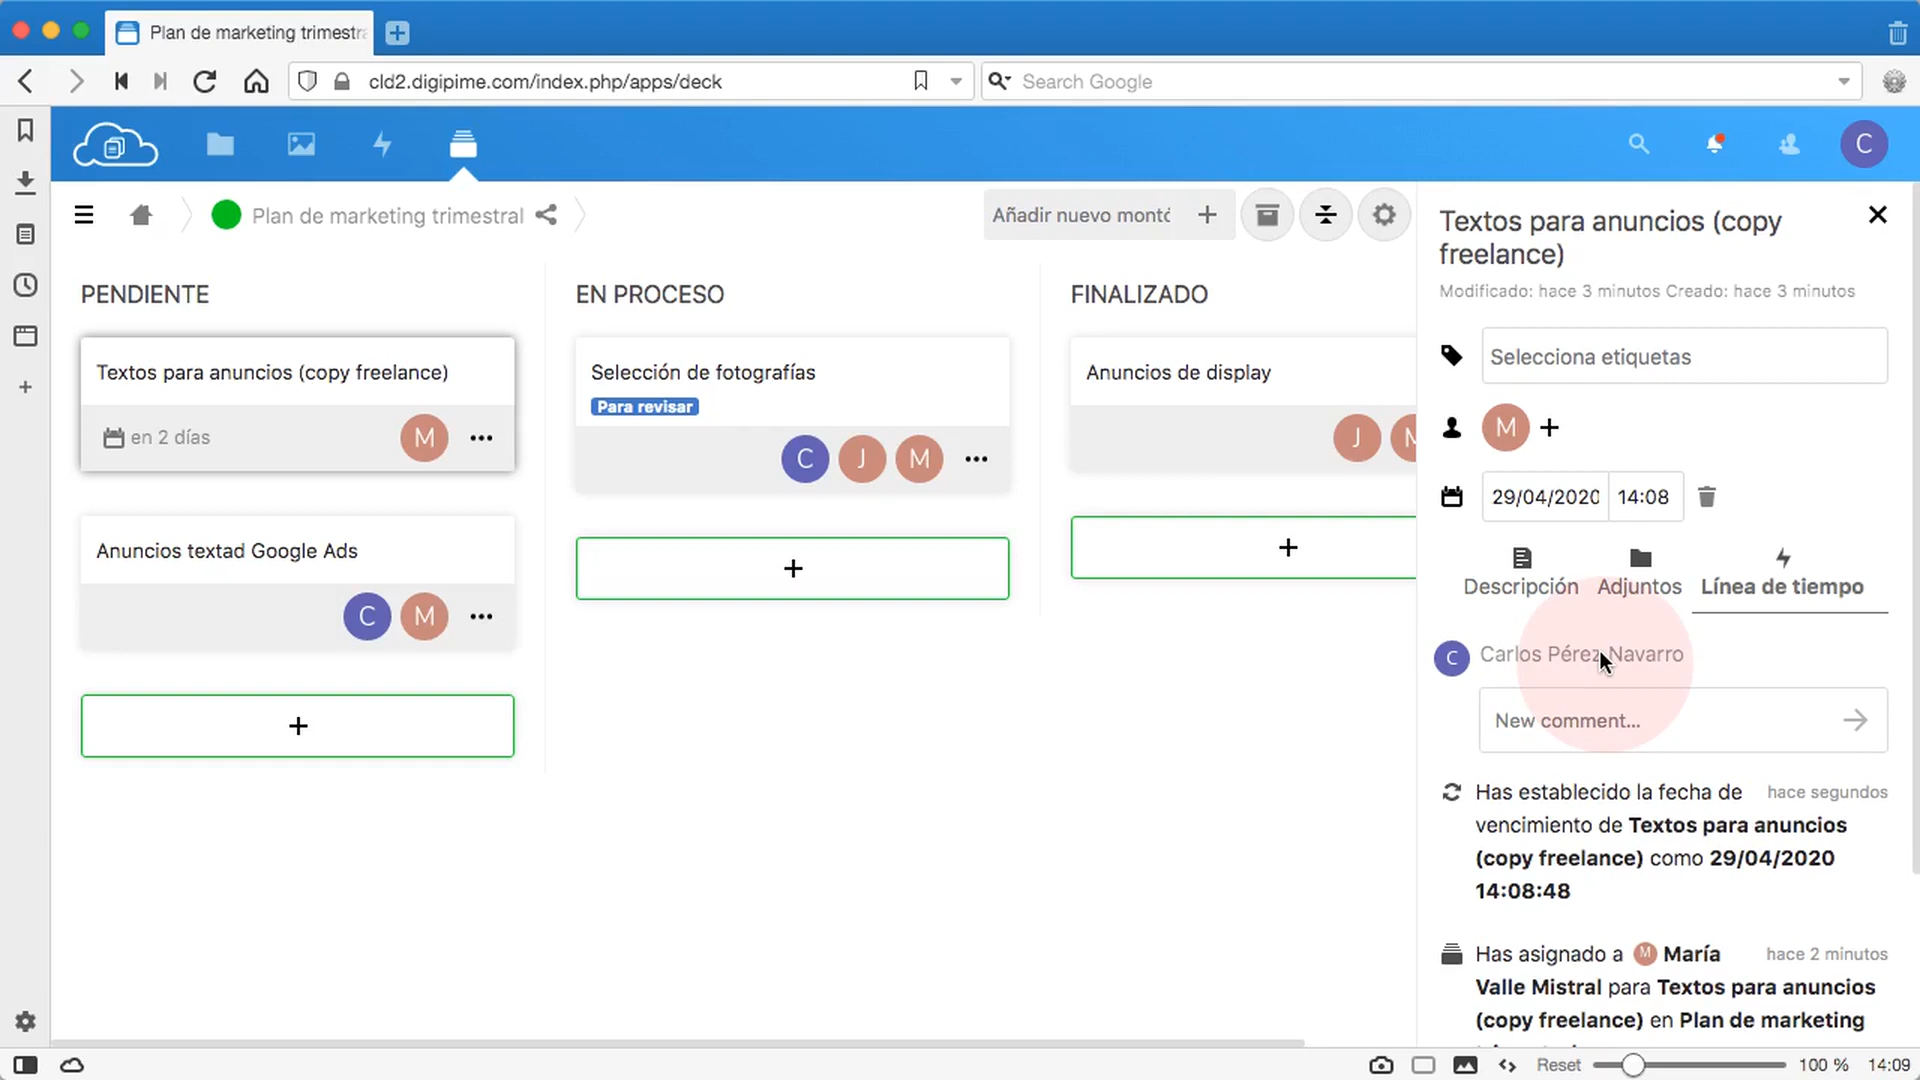 Plan de marketing trimestra
cld2.digipime.com/index.php/apps/deck
Search Google
C
Plan de marketing trimestral
Añadir nuevo montó
PENDIENTE
Textos para anuncios (copy freelance)
en 2 días
M
Anuncios textad Google Ads
C M
+
EN PROCESO
Selección de fotografías
Para revisar
C J M
+
FINALIZADO
Anuncios de display
J M
+
Textos para anuncios (copy
freelance)
Modificado: hace 3 minutos Creado: hace 3 minutos
Selecciona etiquetas
M +
29/04/2020 14:08
Descripción Adjuntos Línea de tiempo
C Carlos Pérez Navarro
New comment...
Has establecido la fecha de hace segundos
vencimiento de Textos para anuncios
(copy freelance) como 29/04/2020
14:08:48
Has asignado a M María hace 2 minutos
Valle Mistral para Textos para anuncios
(copy freelance) en Plan de marketing
Reset 100 % 14:09